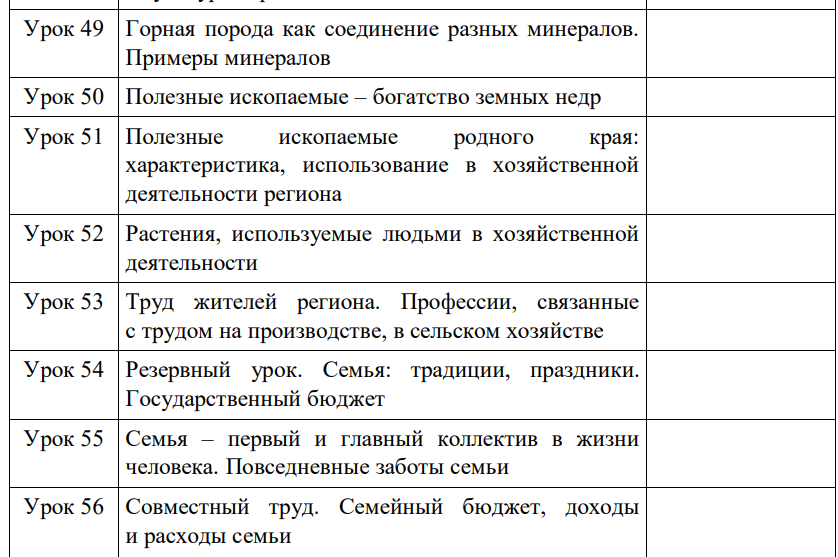 Урок 49 Горная порода как соединение разных минералов.
Примеры минералов
Урок 50 Полезные ископаемые – богатство земных недр
Урок 51 Полезные ископаемые родного края:
характеристика, использование в хозяйственной
деятельности региона
Урок 52 Растения, используемые людьми в хозяйственной
деятельности
Урок 53 Труд жителей региона. Профессии, связанные
с трудом на производстве, в сельском хозяйстве
Урок 54 Резервный урок. Семья: традиции, праздники.
Государственный бюджет
Урок 55 Семья – первый и главный коллектив в жизни
человека. Повседневные заботы семьи
Урок 56 Совместный труд. Семейный бюджет, доходы
и расходы семьи